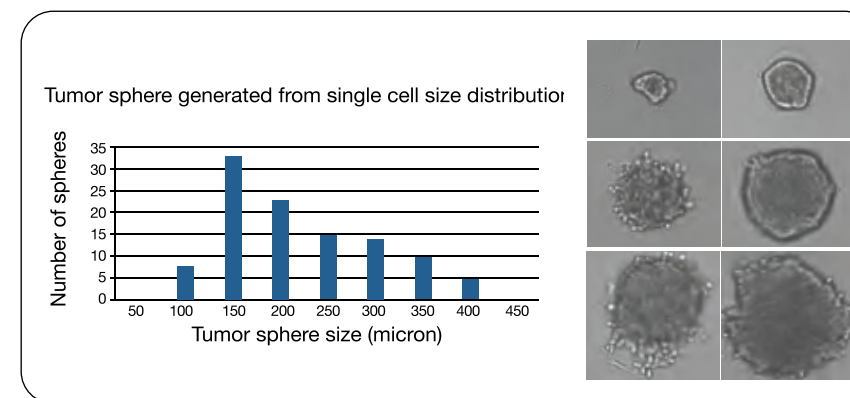 Tumor sphere generated from single cell size distribution
Number of spheres
35
30
25
20
15
10
5
0
50 100 150 200 250 300 350 400 450
Tumor sphere size (micron)